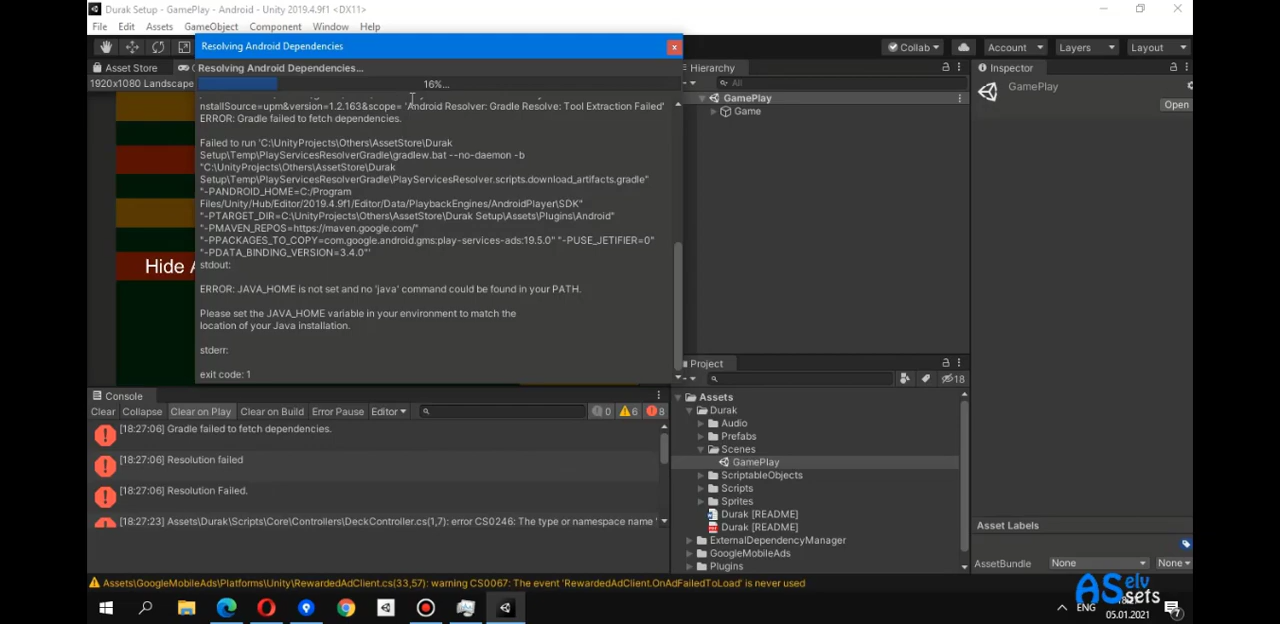 Durak Setup - GamePlay - Android - Unity 2019.4.9f1 <DX11>
File Edit Assets GameObject Component Window Help
Resolving Android Dependencies
Collab Account Layers Layout
Asset Store
Resolving Android Dependencies...
Hierarchy
Inspector
1920x1080 Landscape
16%...
All
GamePlay
GamePlay
Open
Game
nstallSource=upm&version=1.2.163&scope= 'Android Resolver: Gradle Resolve: Tool Extraction Failed'
ERROR: Gradle failed to fetch dependencies.
Failed to run 'C:\UnityProjects\Others\AssetStore\Durak
Setup\Temp\PlayServicesResolverGradle\gradlew.bat --no-daemon -b
"C:\UnityProjects\Others\AssetStore\Durak
Setup\Temp\PlayServicesResolverGradle\PlayServicesResolver.scripts.download_artifacts.gradle"
"-PANDROID_HOME=C:/Program
Files/Unity/Hub/Editor/2019.4.9f1/Editor/Data/PlaybackEngines/AndroidPlayer\SDK"
"-PTARGET_DIR=C:\UnityProjects\Others\AssetStore\Durak Setup\Assets\Plugins\Android"
"-PMAVEN_REPOS=https://maven.google.com/"
"-PPACKAGES_TO_COPY=com.google.android.gms:play-services-ads:19.5.0" "-PUSE_JETIFIER=0"
"-PDATA_BINDING_VERSION=3.4.0"'
stdout:
Hide
ERROR: JAVA_HOME is not set and no 'java' command could be found in your PATH.
Please set the JAVA_HOME variable in your environment to match the
location of your Java installation.
stderr:
exit code: 1
Project
18
Console
Clear Collapse Clear on Play Clear on Build Error Pause Editor 0 6 8
[18:27:06] Gradle failed to fetch dependencies.
[18:27:06] Resolution failed
[18:27:06] Resolution Failed.
[18:27:23] Assets\Durak\Scripts\Core\Controllers\DeckController.cs(1,7): error CS0246: The type or namespace name '
Assets
Durak
Audio
Prefabs
Scenes
GamePlay
ScriptableObjects
Scripts
Sprites
Durak [README]
Durak [README]
ExternalDependencyManager
GoogleMobileAds
Plugins
Asset Labels
AssetBundle None None
Assets\GoogleMobileAds\Platforms\Unity\RewardedAdClient.cs(33,57): warning CS0067: The event 'RewardedAdClient.OnAdFailedToLoad' is never used
ASelv
Assets
ENG
05.01.2021
7